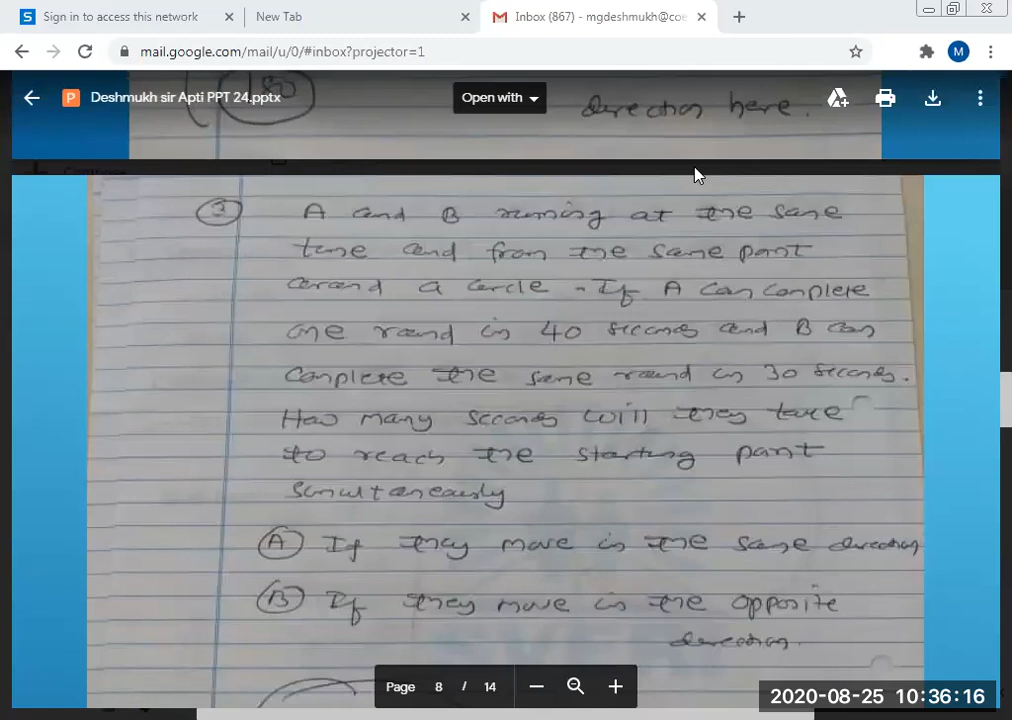 Sign in to access this network
New Tab
Inbox (867) - mgdeshmukh@coe
mail.google.com/mail/u/0/#inbox?projector=1
M
P Deshmukh sir Apti PPT 24.pptx
Open with
180
direction here.
3 A and B running at the same
time and from the same point
around a circle. If A can complete
one round in 40 seconds and B can
complete the same round in 30 seconds.
How many seconds will they take
to reach the starting point
simultaneously
A If they move in the same direction
B If they move in the opposite
direction.
Page 8 / 14
2020-08-25 10:36:16